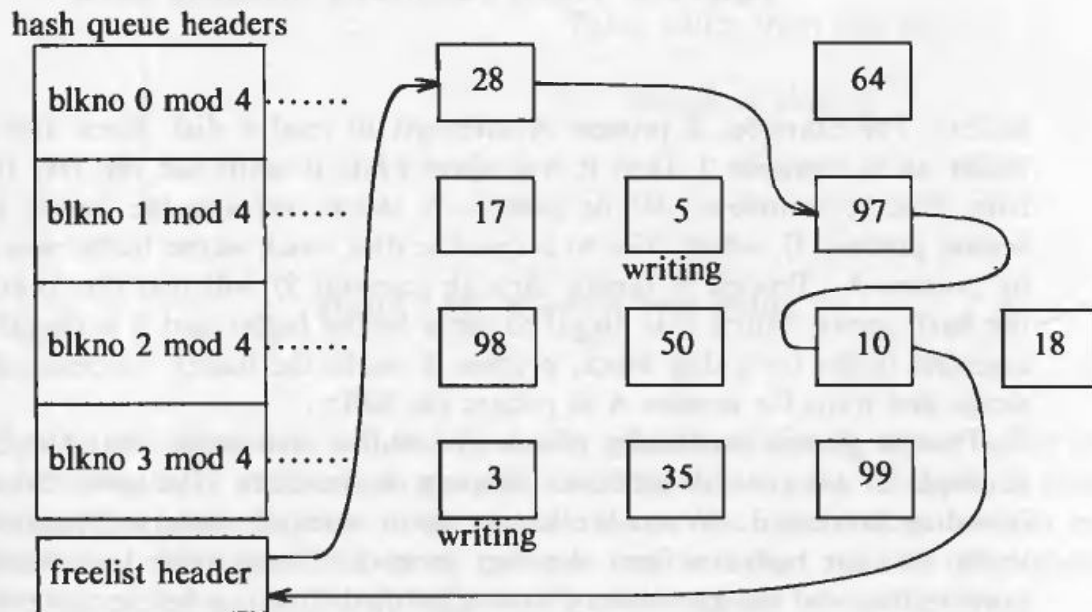 hash queue headers
blkno 0 mod 4 ...... 28 64
blkno 1 mod 4 ...... 17 5 97
writing
blkno 2 mod 4 ...... 98 50 10 18
blkno 3 mod 4 ...... 3 35 99
writing
freelist header